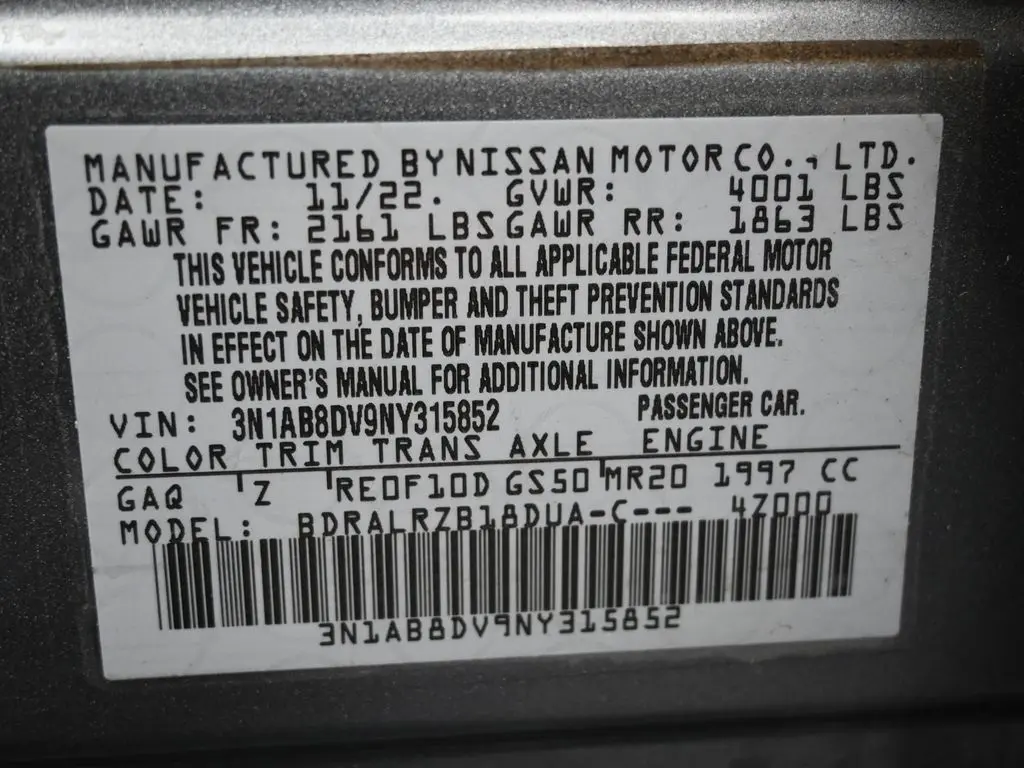 MANUFACTURED BY NISSAN MOTOR CO., LTD.
DATE: 11/22. GVWR: 4001 LBS
GAWR FR: 2161 LBS GAWR RR: 1863 LBS
THIS VEHICLE CONFORMS TO ALL APPLICABLE FEDERAL MOTOR
VEHICLE SAFETY, BUMPER AND THEFT PREVENTION STANDARDS
IN EFFECT ON THE DATE OF MANUFACTURE SHOWN ABOVE.
SEE OWNER'S MANUAL FOR ADDITIONAL INFORMATION.
VIN: 3N1AB8DV9NY315852 PASSENGER CAR.
COLOR TRIM TRANS AXLE ENGINE
GAQ Z RE0F10D GS50 MR20 1997 CC
MODEL: BDRALRZB18DUA-C--- 4Z000
3N1AB8DV9NY315852